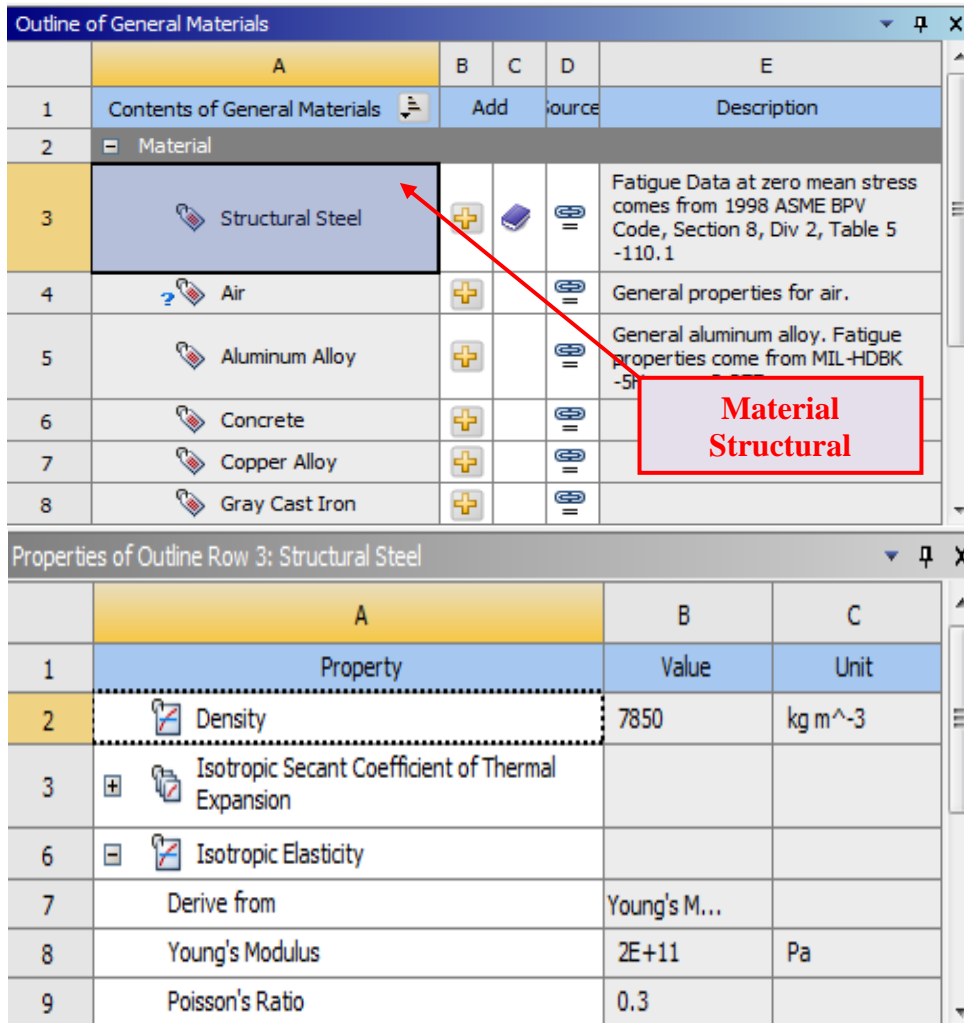 Outline of General Materials
A B C D E
1 Contents of General Materials Add Source Description
2 Material
3 Structural Steel Fatigue Data at zero mean stress
comes from 1998 ASME BPV
Code, Section 8, Div 2, Table 5
-110.1
4 ? Air General properties for air.
5 Aluminum Alloy General aluminum alloy. Fatigue
properties come from MIL-HDBK
-5H
Material
Structural
6 Concrete
7 Copper Alloy
8 Gray Cast Iron
Properties of Outline Row 3: Structural Steel
A B C
1 Property Value Unit
2 Density 7850 kg m^-3
3 Isotropic Secant Coefficient of Thermal
Expansion
6 Isotropic Elasticity
7 Derive from Young's M...
8 Young's Modulus 2E+11 Pa
9 Poisson's Ratio 0.3